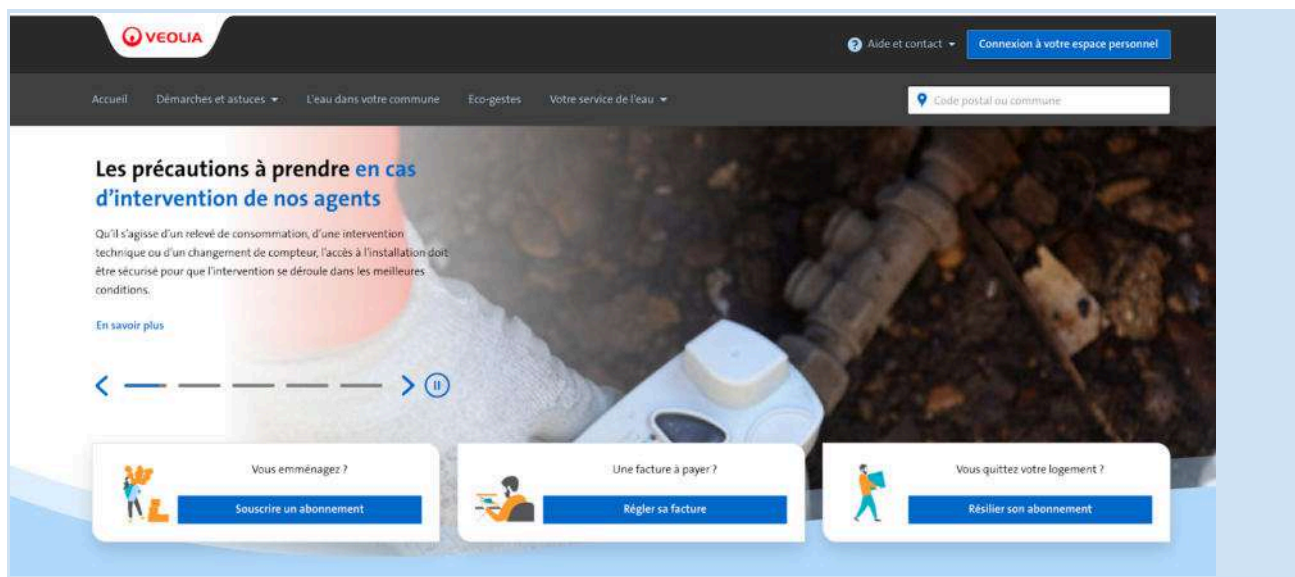 VEOLIA
Aide et contact
Connexion à votre espace personnel
Accueil
Démarches et astuces
L'eau dans votre commune
Eco-gestes
Votre service de l'eau
Code postal ou commune
Les précautions à prendre en cas
d'intervention de nos agents
Qu'il s'agisse d'un relevé de consommation, d'une intervention
technique ou d'un changement de compteur, l'accès à l'installation doit
être sécurisé pour que l'intervention se déroule dans les meilleures
conditions.
En savoir plus
Vous emménagez ?
Souscrire un abonnement
Une facture à payer ?
Régler sa facture
Vous quittez votre logement ?
Résilier son abonnement